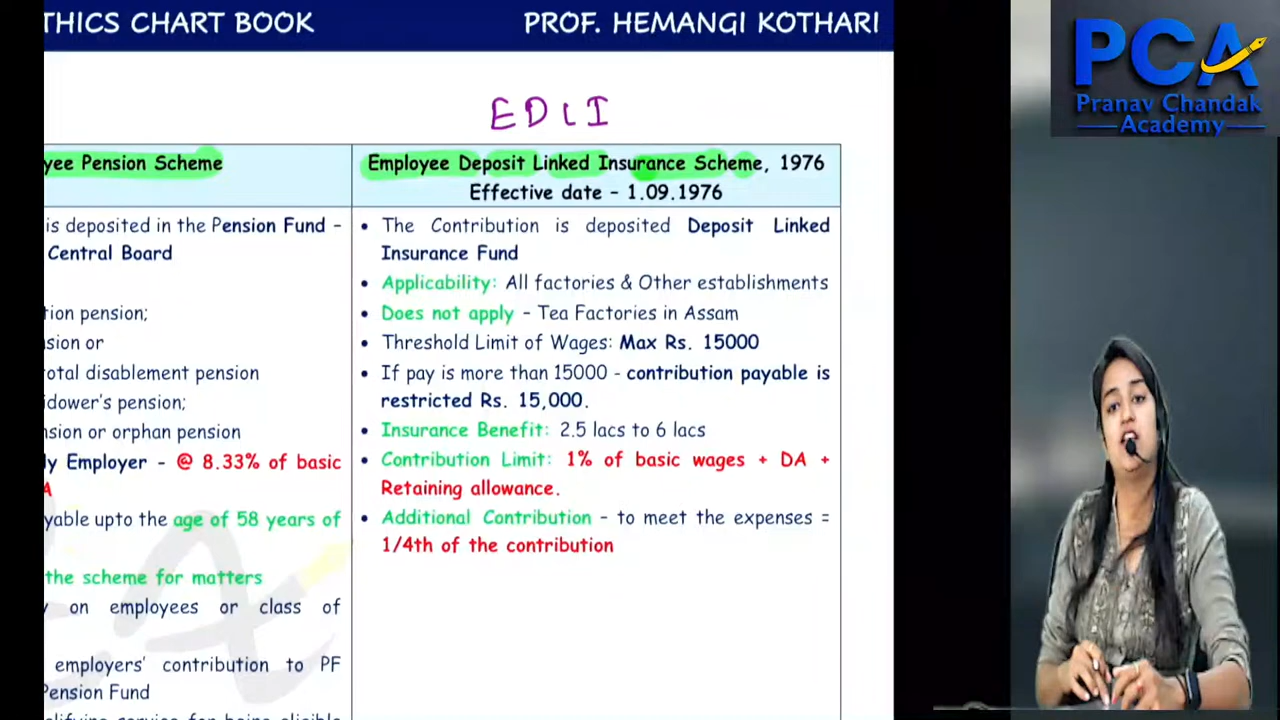 THICS CHART BOOK
PROF. HEMANGI KOTHARI
PCA
Pranav Chandak
Academy
EDLI
yee Pension Scheme
is deposited in the Pension Fund –
Central Board
tion pension;
nsion or
total disablement pension
idower's pension;
nsion or orphan pension
y Employer - @ 8.33% of basic
A
yable upto the age of 58 years of
the scheme for matters
y on employees or class of
employers' contribution to PF
Pension Fund
lifying service for being eligible
Employee Deposit Linked Insurance Scheme, 1976
Effective date – 1.09.1976
• The Contribution is deposited Deposit Linked
Insurance Fund
• Applicability: All factories & Other establishments
• Does not apply – Tea Factories in Assam
• Threshold Limit of Wages: Max Rs. 15000
• If pay is more than 15000 - contribution payable is
restricted Rs. 15,000.
• Insurance Benefit: 2.5 lacs to 6 lacs
• Contribution Limit: 1% of basic wages + DA +
Retaining allowance.
• Additional Contribution – to meet the expenses =
1/4th of the contribution